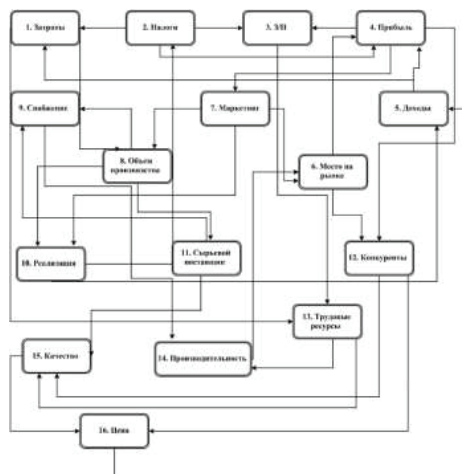 1. Затраты
2. Налоги
3. З/П
4. Прибыль
9. Снабжение
7. Маркетинг
5. Доходы
8. Объем
производства
6. Место на
рынке
10. Реализация
11. Сырьевой
поставщик
12. Конкуренты
13. Трудовые
ресурсы
15. Качество
14. Производительность
16. Цена